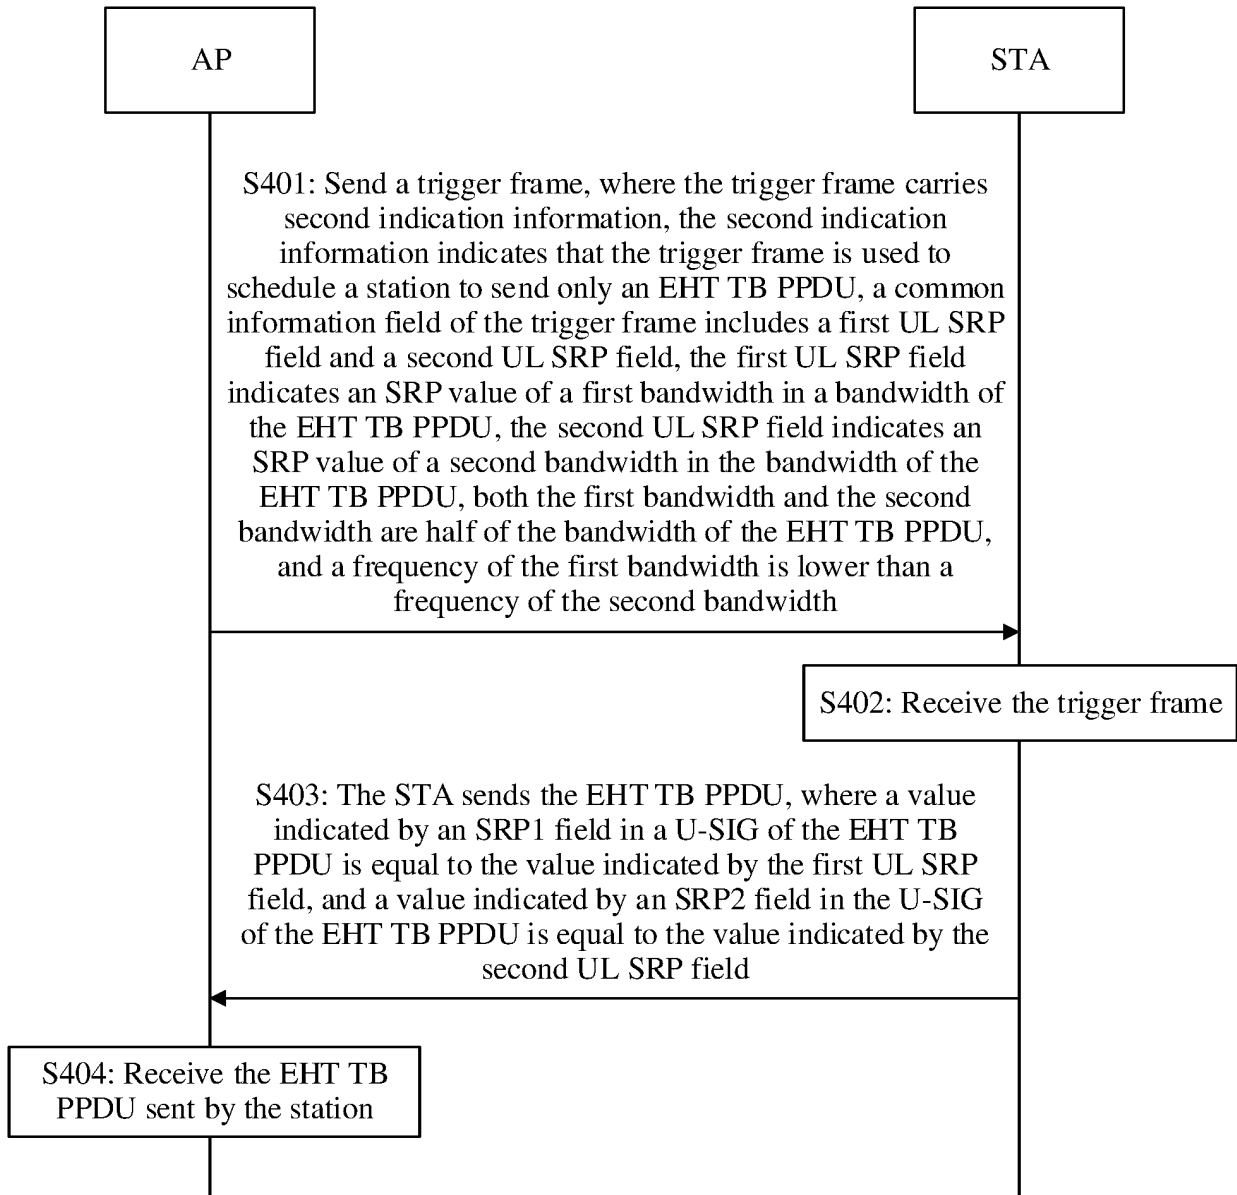 AP
STA
S401: Send a trigger frame, where the trigger frame carries
second indication information, the second indication
information indicates that the trigger frame is used to
schedule a station to send only an EHT TB PPDU, a common
information field of the trigger frame includes a first UL SRP
field and a second UL SRP field, the first UL SRP field
indicates an SRP value of a first bandwidth in a bandwidth of
the EHT TB PPDU, the second UL SRP field indicates an
SRP value of a second bandwidth in the bandwidth of the
EHT TB PPDU, both the first bandwidth and the second
bandwidth are half of the bandwidth of the EHT TB PPDU,
and a frequency of the first bandwidth is lower than a
frequency of the second bandwidth
S402: Receive the trigger frame
S403: The STA sends the EHT TB PPDU, where a value
indicated by an SRP1 field in a U-SIG of the EHT TB
PPDU is equal to the value indicated by the first UL SRP
field, and a value indicated by an SRP2 field in the U-SIG
of the EHT TB PPDU is equal to the value indicated by the
second UL SRP field
S404: Receive the EHT TB
PPDU sent by the station